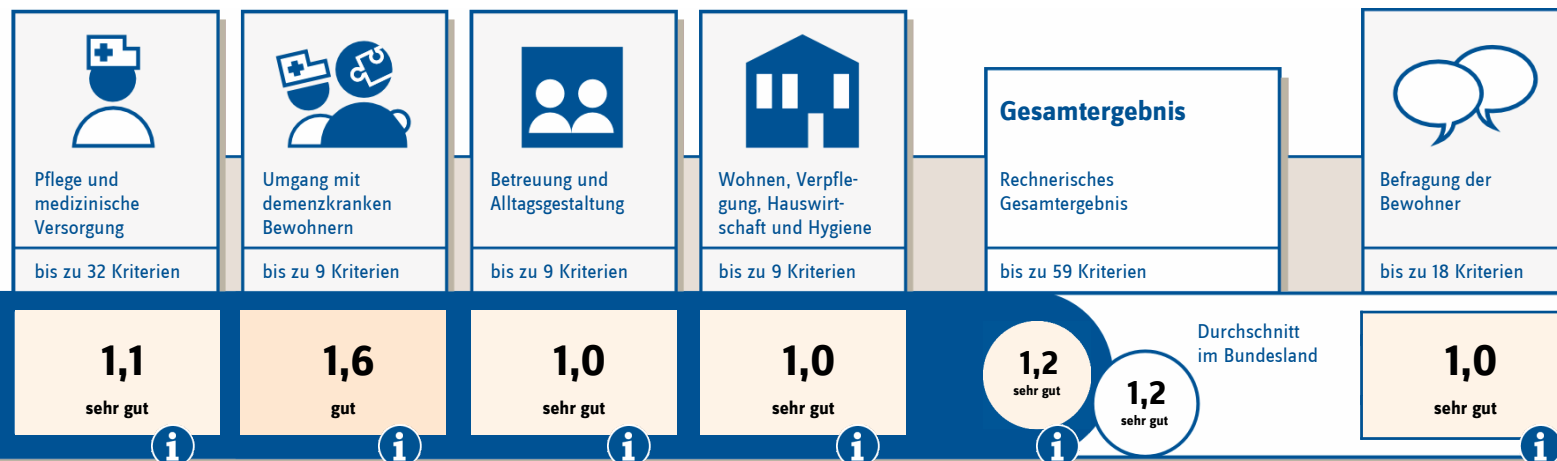 Pflege und
medizinische
Versorgung
bis zu 32 Kriterien
1,1
sehr gut
i
Umgang mit
demenzkranken
Bewohnern
bis zu 9 Kriterien
1,6
gut
i
Betreuung und
Alltagsgestaltung
bis zu 9 Kriterien
1,0
sehr gut
i
Wohnen, Verpfle-
gung, Hauswirt-
schaft und Hygiene
bis zu 9 Kriterien
1,0
sehr gut
i
Gesamtergebnis
Rechnerisches
Gesamtergebnis
bis zu 59 Kriterien
1,2
sehr gut
i
Durchschnitt
im Bundesland
1,2
sehr gut
Befragung der
Bewohner
bis zu 18 Kriterien
1,0
sehr gut
i